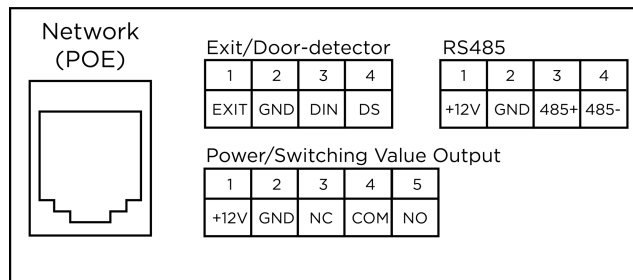 Network
(POE)
Exit/Door-detector
1 2 3 4
EXIT GND DIN DS
RS485
1 2 3 4
+12V GND 485+ 485-
Power/Switching Value Output
1 2 3 4 5
+12V GND NC COM NO